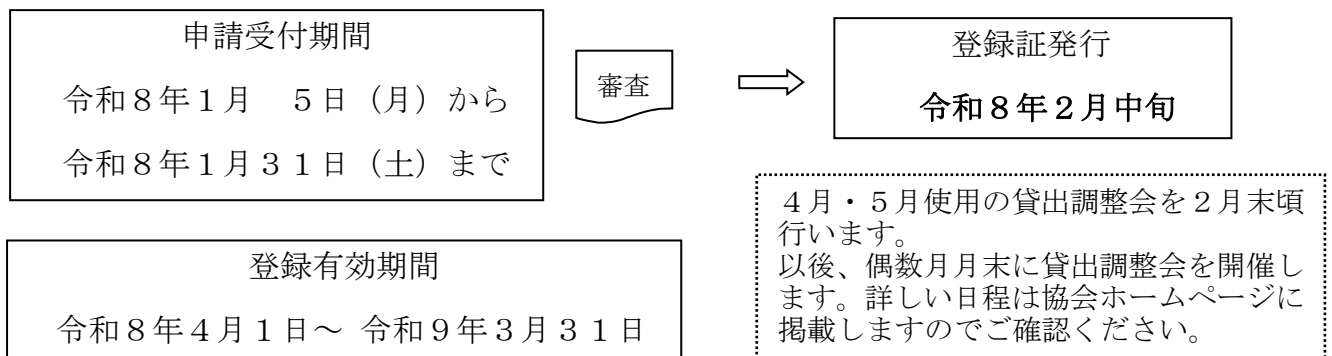 申請受付期間
令和８年１月　５日（月）から
令和８年１月３１日（土）まで
審査
登録証発行
令和８年２月中旬
４月・５月使用の貸出調整会を２月末頃
行います。
以後、偶数月月末に貸出調整会を開催し
ます。詳しい日程は協会ホームページに
掲載しますのでご確認ください。
登録有効期間
令和８年４月１日～ 令和９年３月３１日